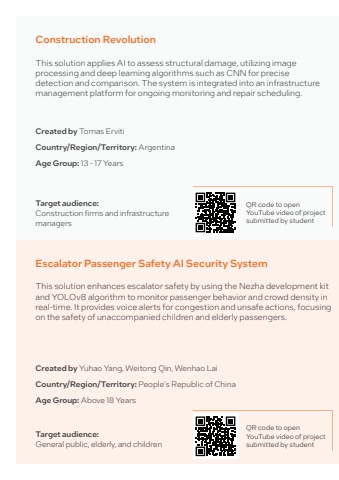 Construction Revolution
This solution applies AI to assess structural damage, utilizing image
processing and deep learning algorithms such as CNN for precise
detection and comparison. The system is integrated into an infrastructure
management platform for ongoing monitoring and repair scheduling.
Created by Tomas Erviti
Country/Region/Territory: Argentina
Age Group: 13 - 17 Years
Target audience:
Construction firms and infrastructure
managers
QR code to open
YouTube video of project
submitted by student
Escalator Passenger Safety AI Security System
This solution enhances escalator safety by using the Nezha development kit
and YOLOv8 algorithm to monitor passenger behavior and crowd density in
real-time. It provides voice alerts for congestion and unsafe actions, focusing
on the safety of unaccompanied children and elderly passengers.
Created by Yuhao Yang, Weitong Qin, Wenhao Lai
Country/Region/Territory: People's Republic of China
Age Group: Above 18 Years
Target audience:
General public, elderly, and children
QR code to open
YouTube video of project
submitted by student